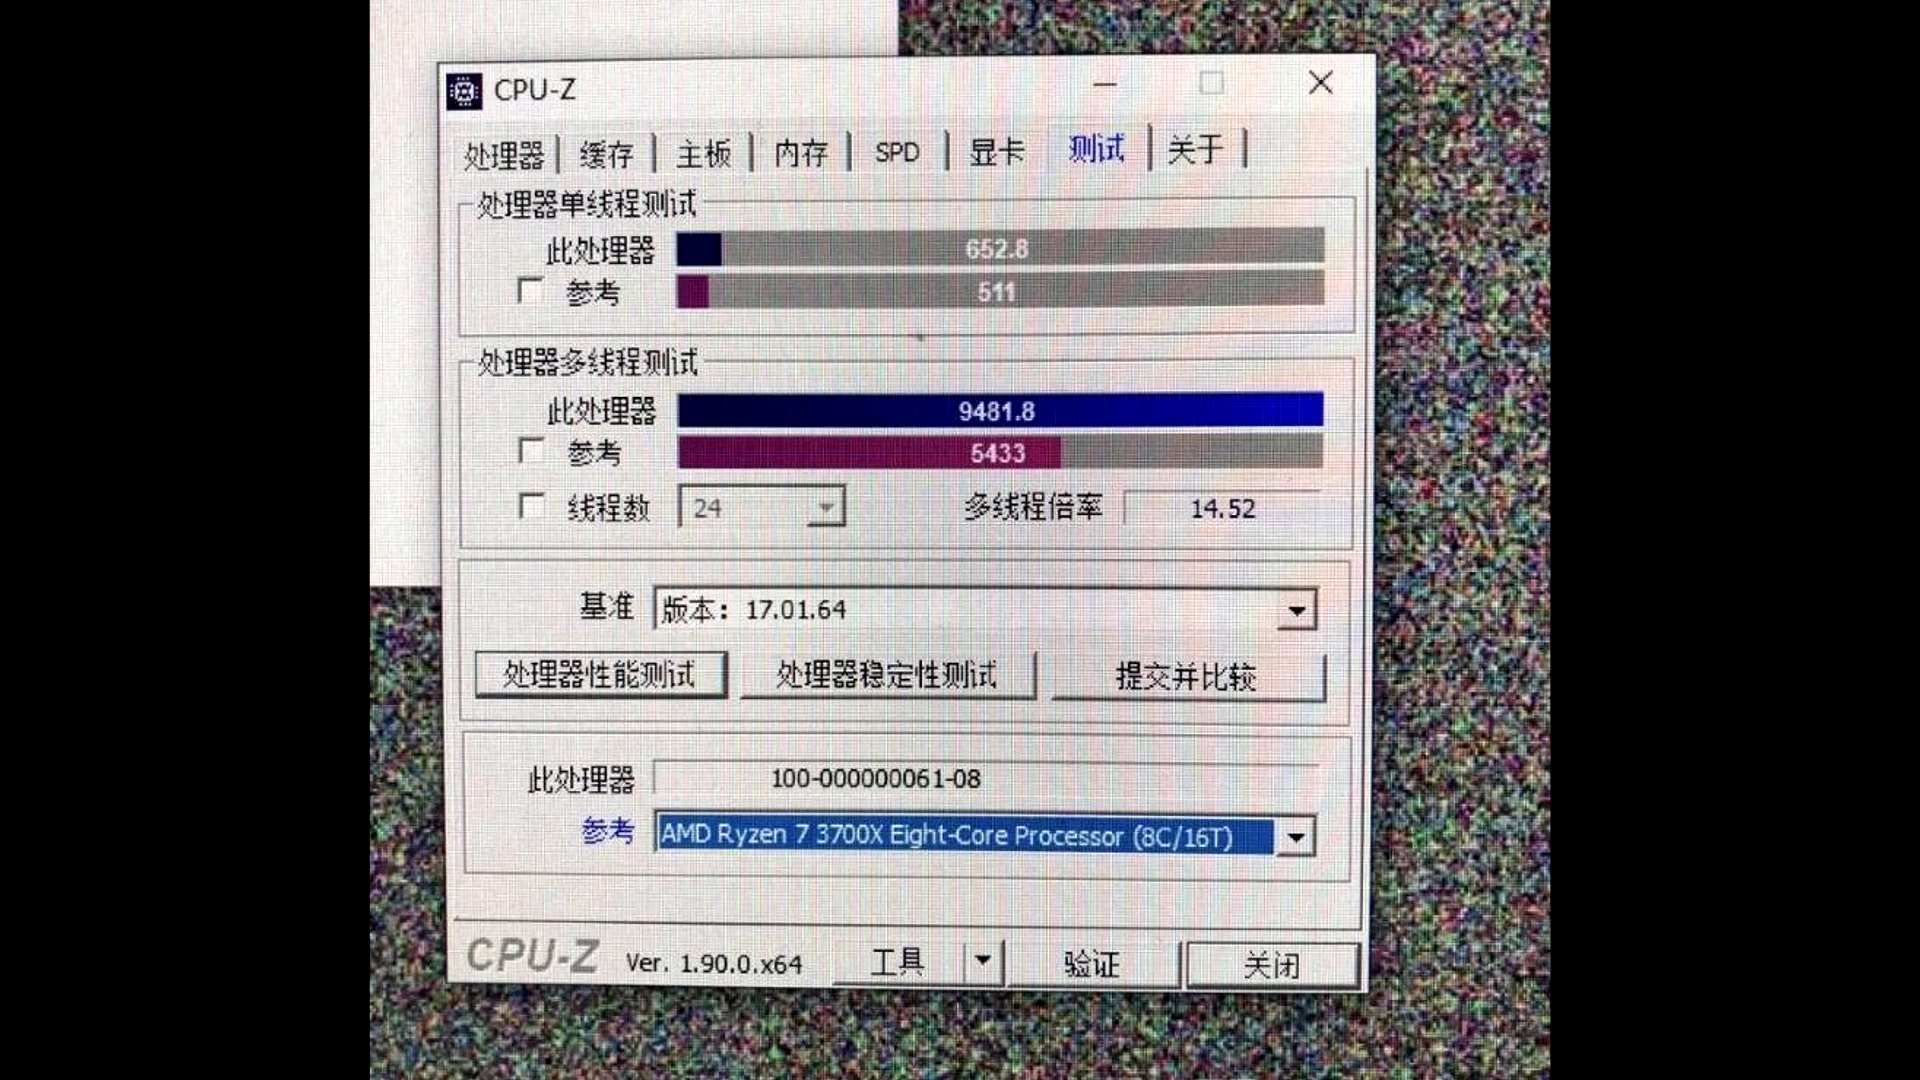 CPU-Z
处理器 缓存 主板 内存 SPD 显卡 测试 关于
处理器单线程测试
此处理器 652.8
参考 511
处理器多线程测试
此处理器 9481.8
参考 5433
线程数 24 多线程倍率 14.52
基准 版本：17.01.64
处理器性能测试 处理器稳定性测试 提交并比较
此处理器 100-000000061-08
参考 AMD Ryzen 7 3700X Eight-Core Processor (8C/16T)
CPU-Z Ver. 1.90.0.x64 工具 验证 关闭